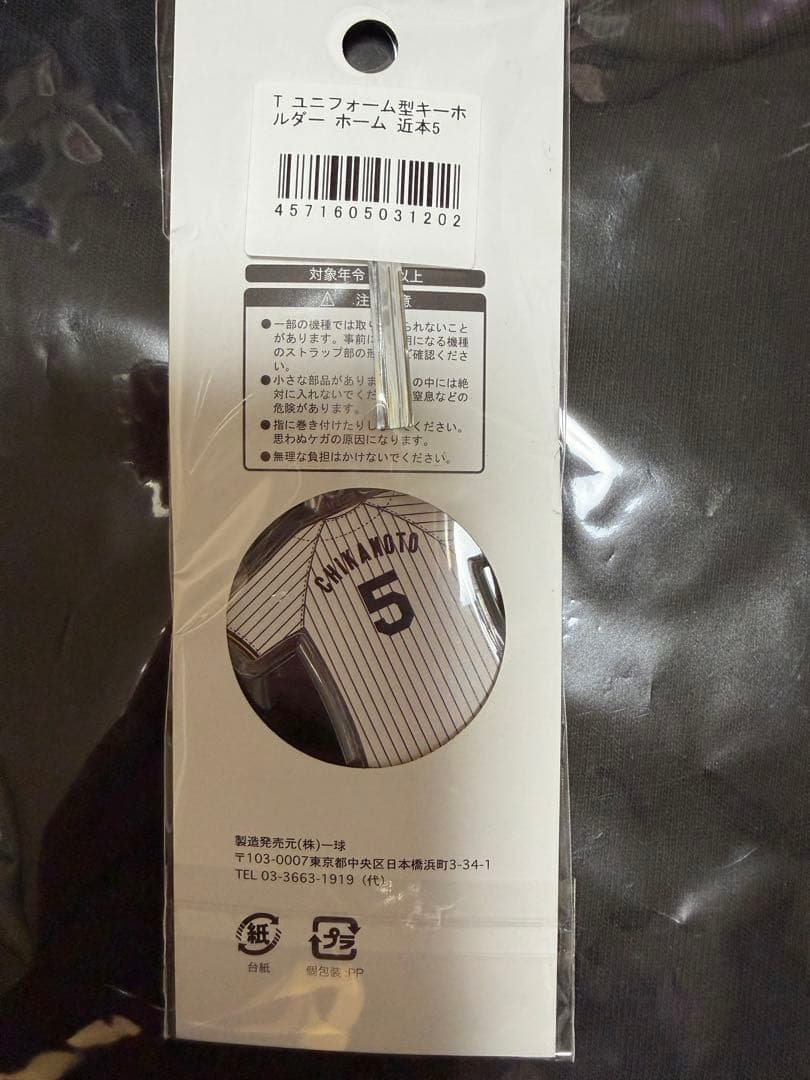 T ユニフォーム型キーホ
ルダー ホーム 近本5
4571605031202
対象年令 以上
⚠ 注 意
●一部の機種では取り られないこと
があります。事前に 用になる機種
のストラップ部の形 ご確認くださ
い。
●小さな部品があります の中には絶
対に入れないでくだ 窒息などの
危険があります。
●指に巻き付けたりし でください。
思わぬケガの原因になります。
●無理な負担はかけないでください。
CHIKAMOTO
5
製造発売元(株)一球
〒103-0007東京都中央区日本橋浜町3-34-1
TEL 03-3663-1919（代）
紙 プラ
台紙 個包装:PP